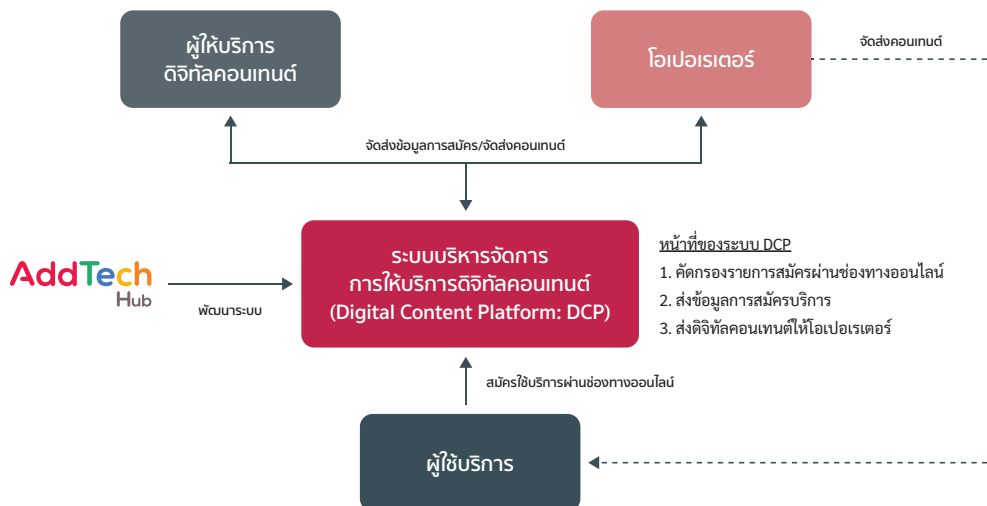 ผู้ให้บริการ
ดิจิทัลคอนเทนต์
โอเปอเรเตอร์
จัดส่งคอนเทนต์
จัดส่งข้อมูลการสมัคร/จัดส่งคอนเทนต์
AddTech
Hub
พัฒนาระบบ
ระบบบริหารจัดการ
การให้บริการดิจิทัลคอนเทนต์
(Digital Content Platform: DCP)
หน้าที่ของระบบ DCP
1. คัดกรองรายการสมัครผ่านช่องทางออนไลน์
2. ส่งข้อมูลการสมัครบริการ
3. ส่งดิจิทัลคอนเทนต์ให้โอเปอเรเตอร์
สมัครใช้บริการผ่านช่องทางออนไลน์
ผู้ใช้บริการ